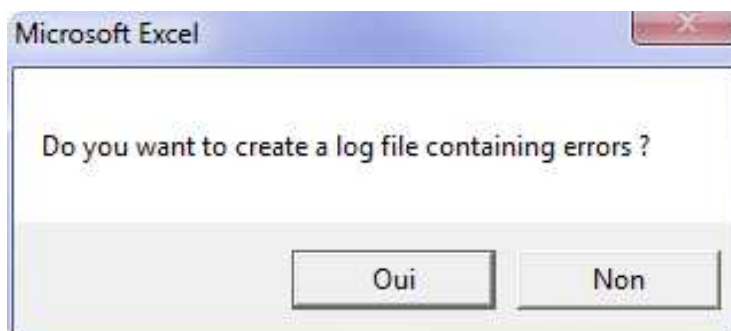 Microsoft Excel
Do you want to create a log file containing errors ?
Oui Non